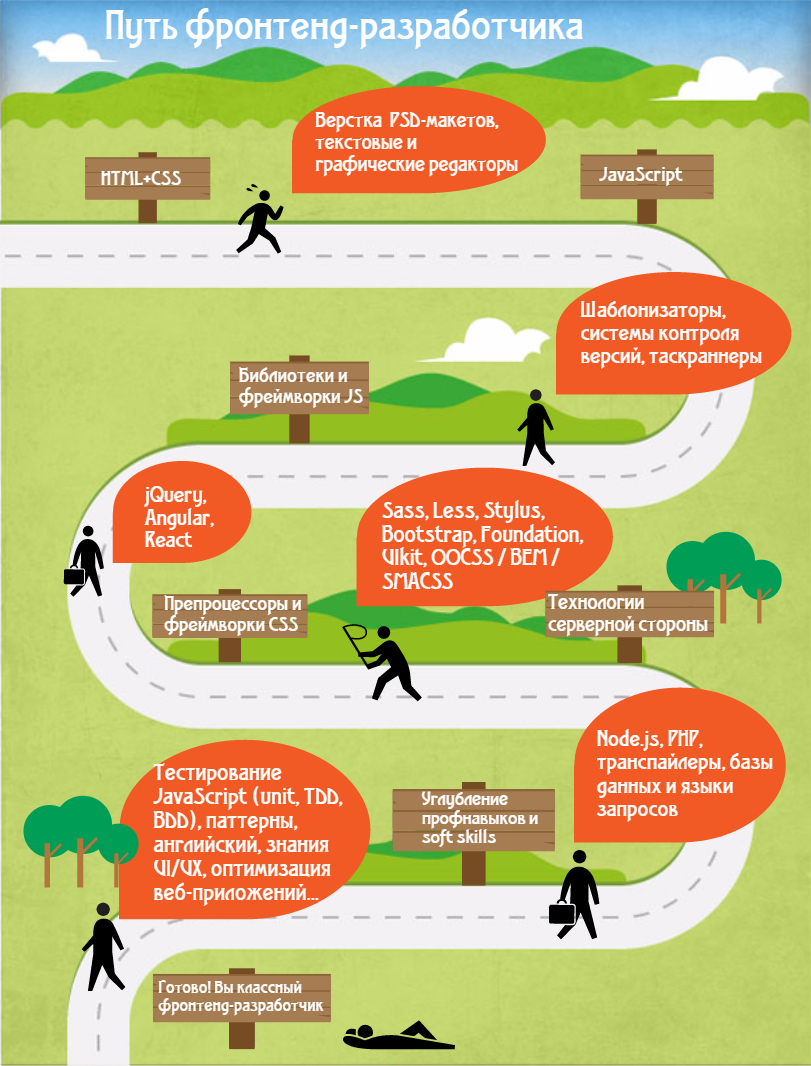 Путь фронтенд-разработчика
Верстка PSD-макетов,
текстовые и
графические редакторы
HTML+CSS
JavaScript
Шаблонизаторы,
системы контроля
версий, таскраннеры
Библиотеки и
фреймворки JS
jQuery,
Angular,
React
Sass, Less, Stylus,
Bootstrap, Foundation,
UIkit, OOCSS / BEM /
SMACSS
Препроцессоры и
фреймворки CSS
Технологии
серверной стороны
Node.js, PHP,
транспайлеры, базы
данных и языки
запросов
Тестирование
JavaScript (unit, TDD,
BDD), паттерны,
английский, знания
UI/UX, оптимизация
веб-приложений...
Углубление
профнавыков и
soft skills
Готово! Вы классный
фронтенд-разработчик